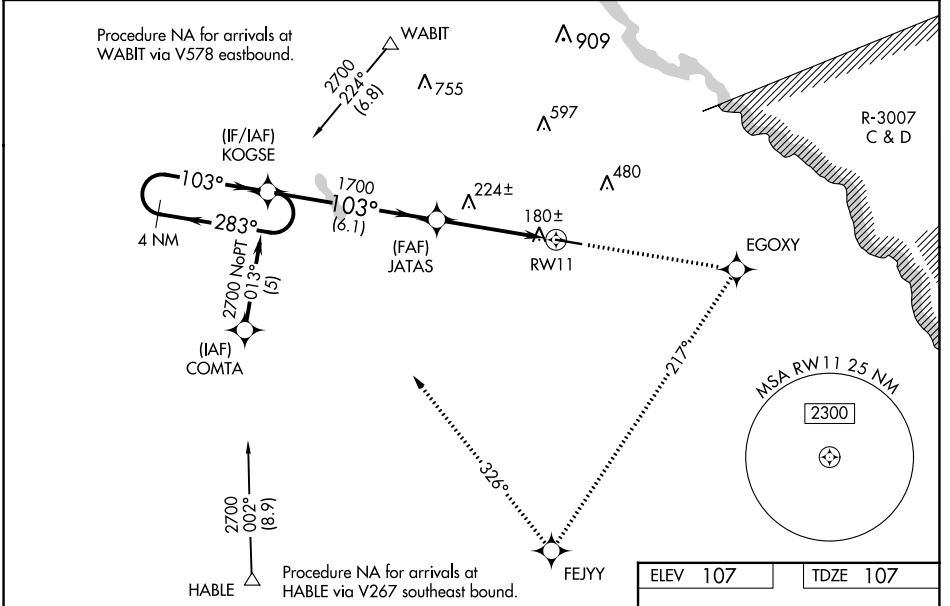 Procedure NA for arrivals at
WABIT via V578 eastbound.
WABIT
2700
224°
(6.8)
909
755
597
480
R-3007
C & D
(IF/IAF)
KOGSE
103°
283°
4 NM
1700
103°
(6.1)
224±
180±
(FAF)
JATAS
RW11
EGOXY
2700 NoPT
013°
(5)
(IAF)
COMTA
217°
326°
MSA RW11 25 NM
2300
2700
002°
(8.9)
HABLE
Procedure NA for arrivals at
HABLE via V267 southeast bound.
FEJYY
ELEV 107
TDZE 107